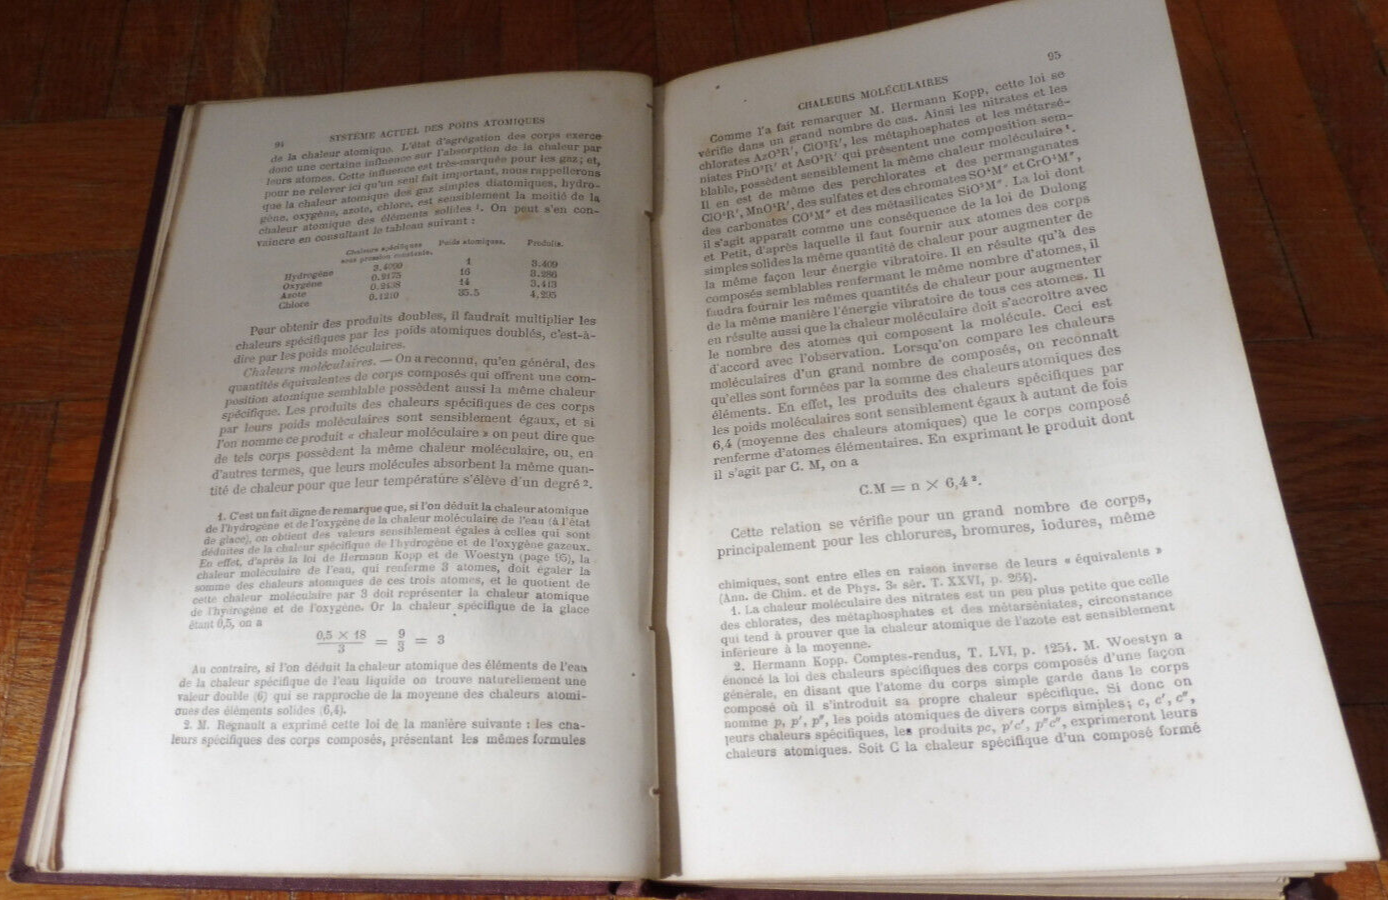 94
SYSTÈME ACTUEL DES POIDS ATOMIQUES
de la chaleur atomique. L'état d'agrégation des corps exerce
donc une certaine influence sur l'absorption de la chaleur par
leurs atomes. Cette influence est très-marquée pour les gaz; et,
pour ne relever ici qu'un seul fait important, nous rappellerons
que la chaleur atomique des gaz simples diatomiques, hydro-
gène, oxygène, azote, chlore, est sensiblement la moitié de la
chaleur atomique des éléments solides ¹. On peut s'en con-
vaincre en consultant le tableau suivant :
Chaleurs spécifiques sous pression constante. Poids atomiques. Produits.
Hydrogène 3.4090 1 3.409
Oxygène 0.2175 16 3.286
Azote 0.2438 14 3.413
Chlore 0.1210 35.5 4.295
Pour obtenir des produits doubles, il faudrait multiplier les
chaleurs spécifiques par les poids atomiques doublés, c'est-à-
dire par les poids moléculaires.
Chaleurs moléculaires. — On a reconnu, qu'en général, des
quantités équivalentes de corps composés qui offrent une com-
position atomique semblable possèdent aussi la même chaleur
spécifique. Les produits des chaleurs spécifiques de ces corps
par leurs poids moléculaires sont sensiblement égaux, et si
l'on nomme ce produit « chaleur moléculaire » on peut dire que
de tels corps possèdent la même chaleur moléculaire, ou, en
d'autres termes, que leurs molécules absorbent la même quan-
tité de chaleur pour que leur température s'élève d'un degré ².
1. C'est un fait digne de remarque que, si l'on déduit la chaleur atomique
de l'hydrogène et de l'oxygène de la chaleur moléculaire de l'eau (à l'état
de glace), on obtient des valeurs sensiblement égales à celles qui sont
déduites de la chaleur spécifique de l'hydrogène et de l'oxygène gazeux.
En effet, d'après la loi de Hermann Kopp et de Woestyn (page 95), la
chaleur moléculaire de l'eau, qui renferme 3 atomes, doit égaler la
somme des chaleurs atomiques de ces trois atomes, et le quotient de
cette chaleur moléculaire par 3 doit représenter la chaleur atomique
de l'hydrogène et de l'oxygène. Or la chaleur spécifique de la glace
étant 0,5, on a
0,5 × 18 / 3 = 9 / 3 = 3
Au contraire, si l'on déduit la chaleur atomique des éléments de l'eau
de la chaleur spécifique de l'eau liquide on trouve naturellement une
valeur double (6) qui se rapproche de la moyenne des chaleurs atomi-
ques des éléments solides (6,4).
2. M. Regnault a exprimé cette loi de la manière suivante : les cha-
leurs spécifiques des corps composés, présentant les mêmes formules
95
CHALEURS MOLÉCULAIRES
Comme l'a fait remarquer M. Hermann Kopp, cette loi se
vérifie dans un grand nombre de cas. Ainsi les nitrates et les
chlorates AzO³R', ClO³R', les métaphosphates et les métarsé-
niates PhO³R' et AsO³R' qui présentent une composition sem-
blable, possèdent sensiblement la même chaleur moléculaire ¹.
Il en est de même des perchlorates et des permanganates
ClO⁴R', MnO⁴R', des sulfates et des chromates SO⁴M" et CrO⁴M",
des carbonates CO³M" et des métasilicates SiO³M". La loi dont
il s'agit apparaît comme une conséquence de la loi de Dulong
et Petit, d'après laquelle il faut fournir aux atomes des corps
simples solides la même quantité de chaleur pour augmenter de
la même façon leur énergie vibratoire. Il en résulte qu'à des
composés semblables renfermant le même nombre d'atomes, il
faudra fournir les mêmes quantités de chaleur pour augmenter
de la même manière l'énergie vibratoire de tous ces atomes. Il
en résulte aussi que la chaleur moléculaire doit s'accroître avec
le nombre des atomes qui composent la molécule. Ceci est
d'accord avec l'observation. Lorsqu'on compare les chaleurs
moléculaires d'un grand nombre de composés, on reconnaît
qu'elles sont formées par la somme des chaleurs atomiques des
éléments. En effet, les produits des chaleurs spécifiques par
les poids moléculaires sont sensiblement égaux à autant de fois
6,4 (moyenne des chaleurs atomiques) que le corps composé
renferme d'atomes élémentaires. En exprimant le produit dont
il s'agit par C. M, on a
C.M = n × 6,4 ².
Cette relation se vérifie pour un grand nombre de corps,
principalement pour les chlorures, bromures, iodures, même
chimiques, sont entre elles en raison inverse de leurs « équivalents »
(Ann. de Chim. et de Phys. 3e sér. T. XXVI, p. 264).
1. La chaleur moléculaire des nitrates est un peu plus petite que celle
des chlorates, des métaphosphates et des métarséniates, circonstance
qui tend à prouver que la chaleur atomique de l'azote est sensiblement
inférieure à la moyenne.
2. Hermann Kopp. Comptes-rendus, T. LVI, p. 1254. M. Woestyn a
énoncé la loi des chaleurs spécifiques des corps composés d'une façon
générale, en disant que l'atome du corps simple garde dans le corps
composé où il s'introduit sa propre chaleur spécifique. Si donc on
nomme p, p', p", les poids atomiques de divers corps simples; c, c', c",
leurs chaleurs spécifiques, les produits pc, p'c', p"c", exprimeront leurs
chaleurs atomiques. Soit C la chaleur spécifique d'un composé formé